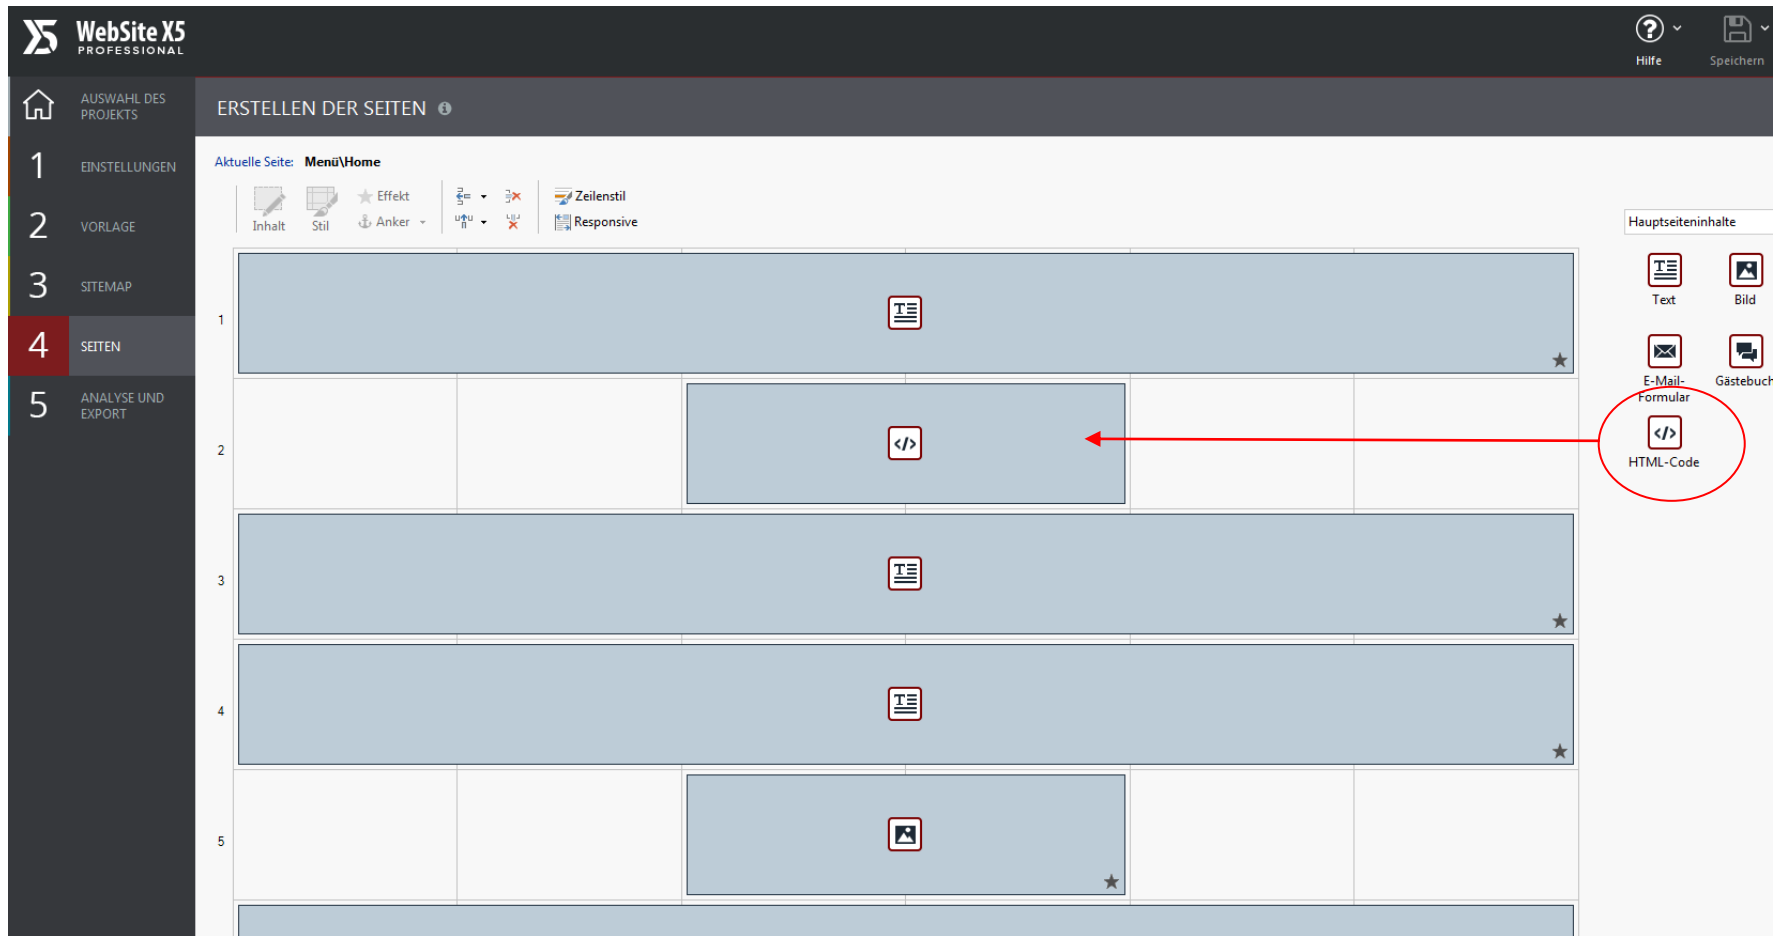 WebSite X5
PROFESSIONAL
Hilfe
Speichern
AUSWAHL DES
PROJEKTS
ERSTELLEN DER SEITEN
1
EINSTELLUNGEN
2
VORLAGE
3
SITEMAP
4
SEITEN
5
ANALYSE UND
EXPORT
Aktuelle Seite: Menü\Home
Inhalt
Stil
Effekt
Anker
Zeilenstil
Responsive
1
2
3
4
5
Hauptseiteninhalte
Text
Bild
E-Mail-
Formular
Gästebuch
HTML-Code